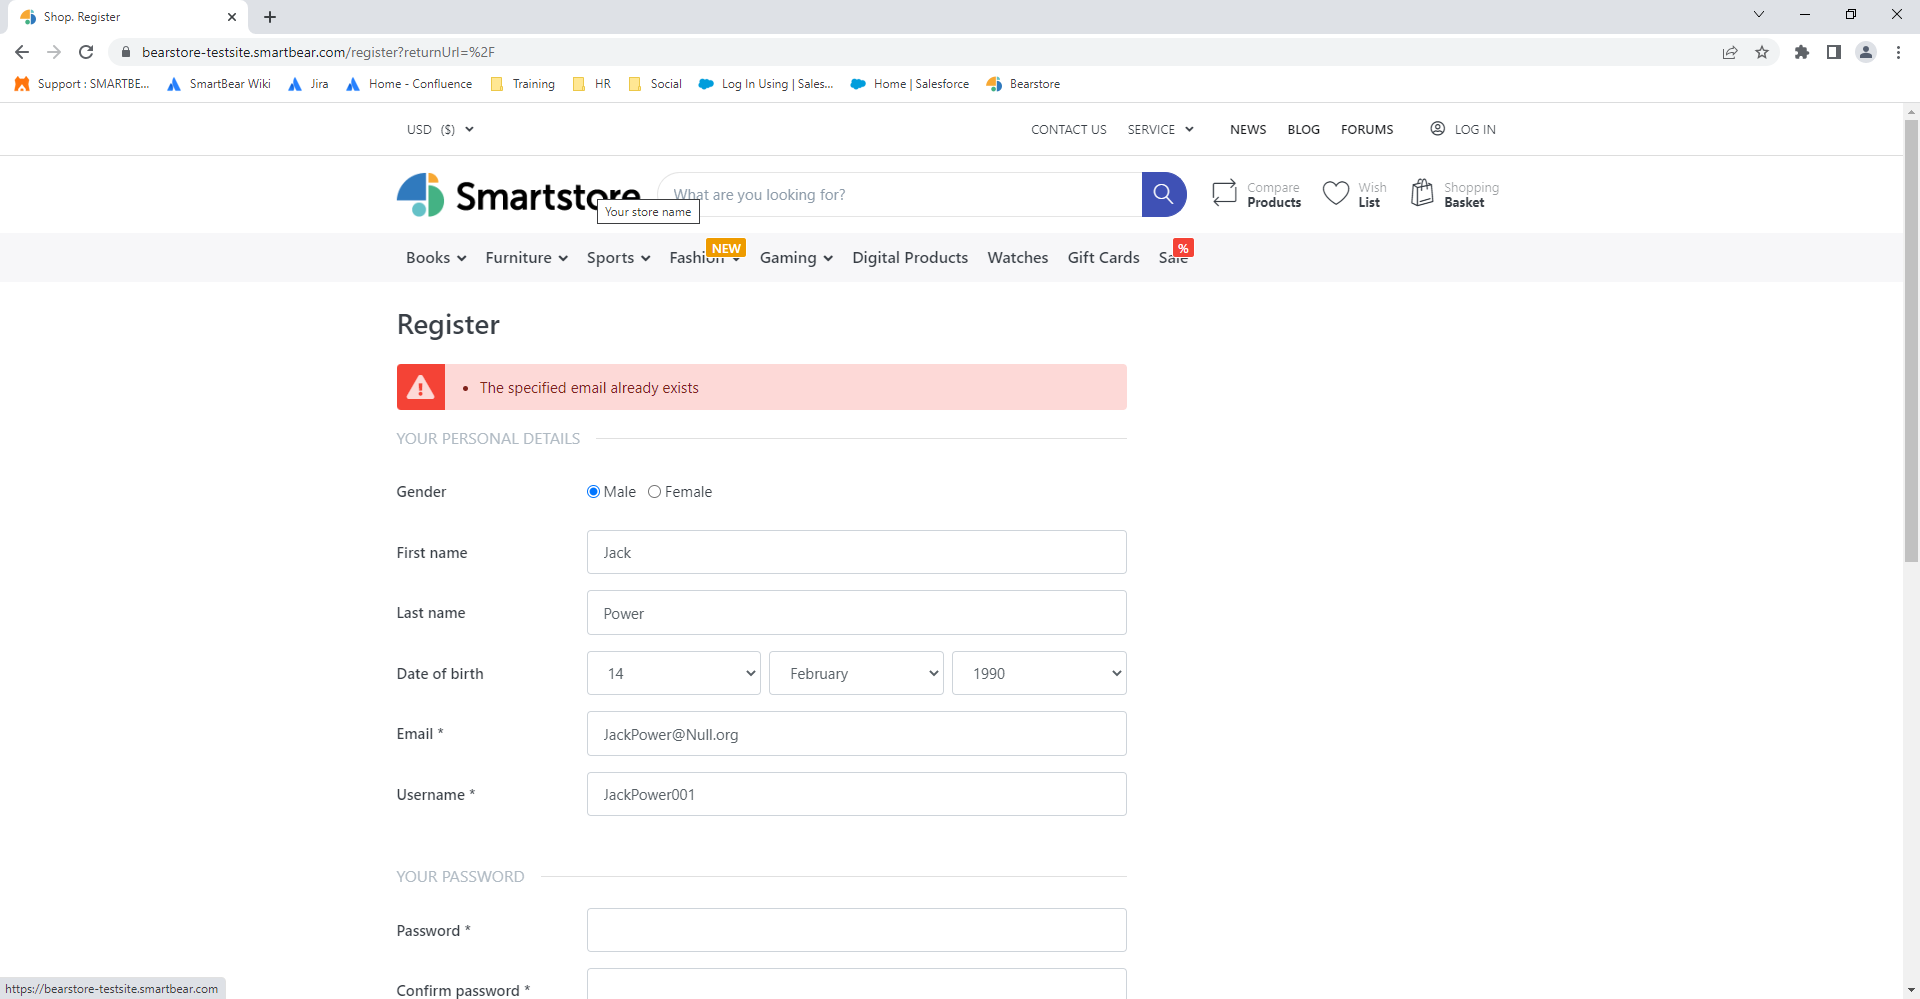 Shop. Register
bearstore-testsite.smartbear.com/register?returnUrl=%2F
Support : SMARTBE... SmartBear Wiki Jira Home - Confluence Training HR Social Log In Using | Sales... Home | Salesforce Bearstore
USD ($) CONTACT US SERVICE NEWS BLOG FORUMS LOG IN
Smartstore What are you looking for? Compare Products Wish List Shopping Basket
Your store name
Books Furniture Sports Fashion NEW Gaming Digital Products Watches Gift Cards Sale %
Register
• The specified email already exists
YOUR PERSONAL DETAILS
Gender Male Female
First name Jack
Last name Power
Date of birth 14 February 1990
Email * JackPower@Null.org
Username * JackPower001
YOUR PASSWORD
Password *
Confirm password *
https://bearstore-testsite.smartbear.com